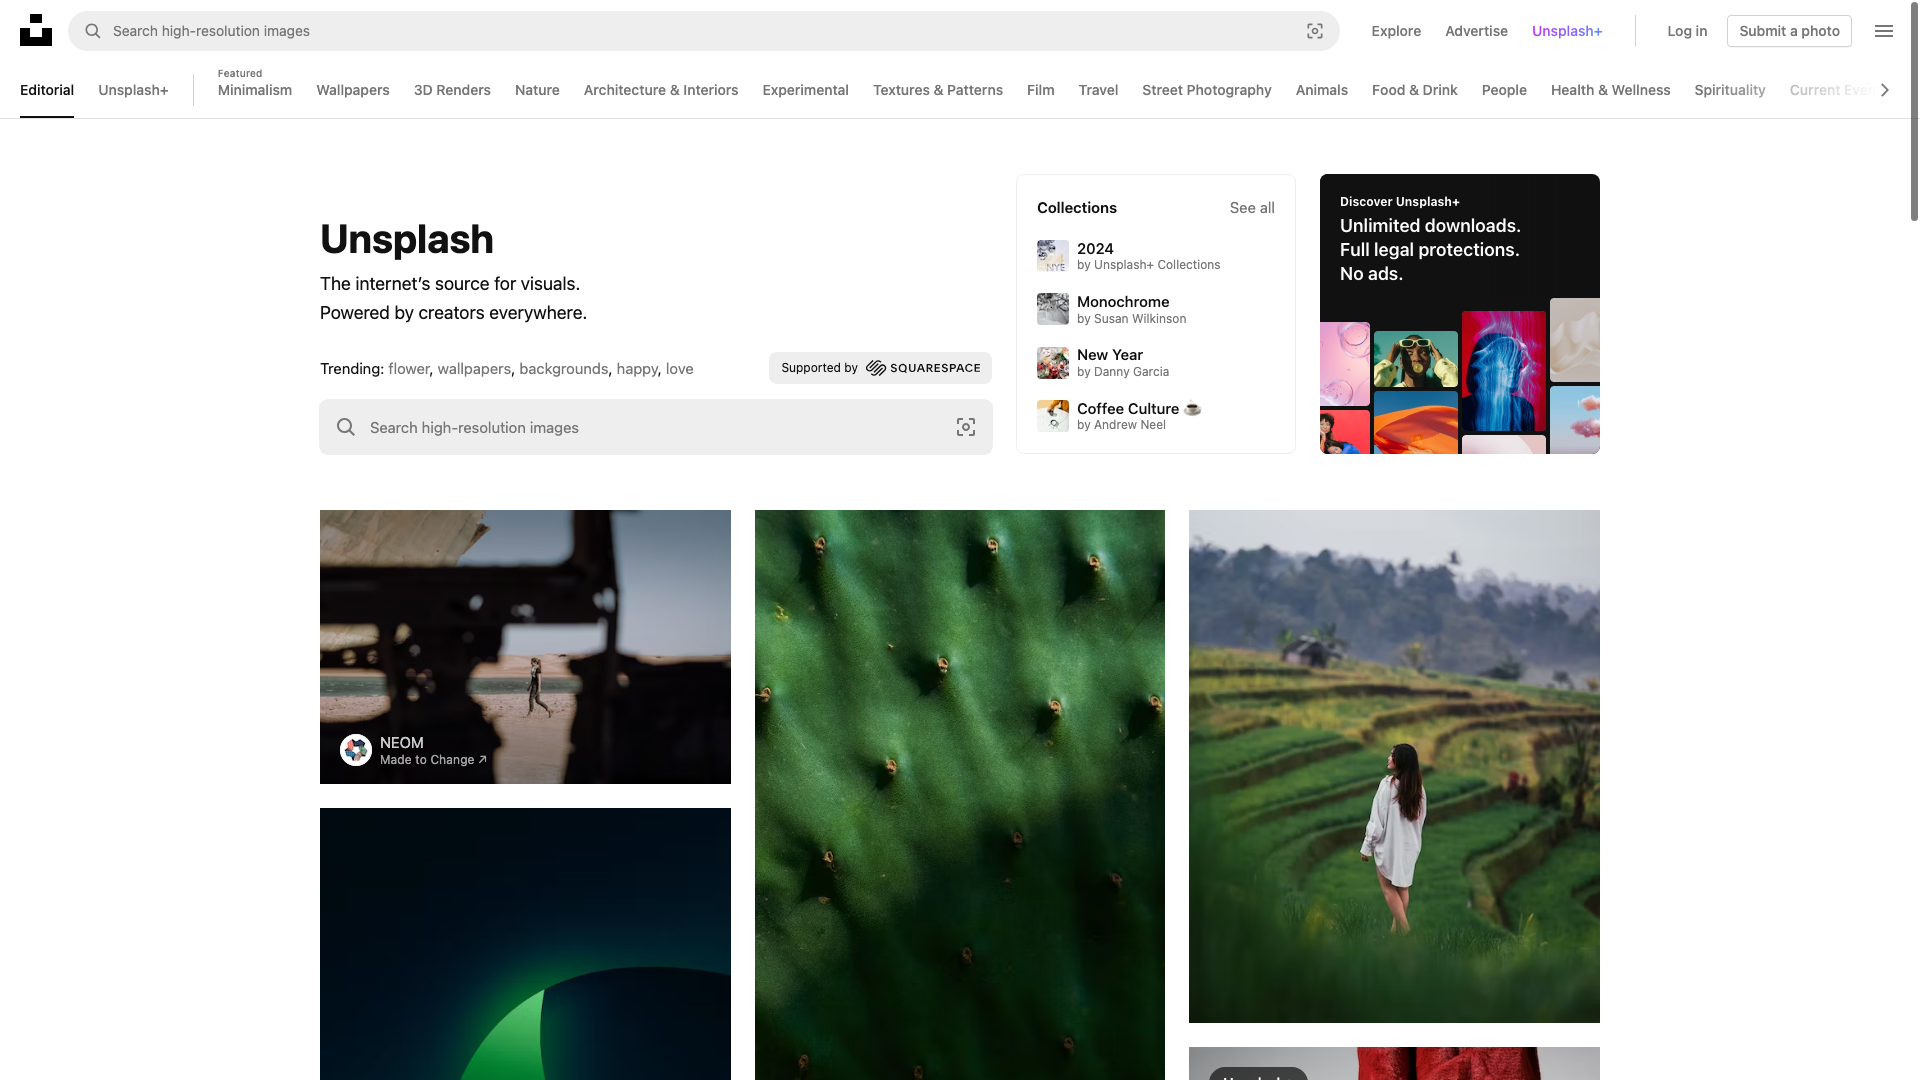 Search high-resolution images
Explore
Advertise
Unsplash+
Log in
Submit a photo
Editorial
Unsplash+
Featured
Minimalism
Wallpapers
3D Renders
Nature
Architecture & Interiors
Experimental
Textures & Patterns
Film
Travel
Street Photography
Animals
Food & Drink
People
Health & Wellness
Spirituality
Current
Unsplash
The internet’s source for visuals.
Powered by creators everywhere.
Trending: flower, wallpapers, backgrounds, happy, love
Supported by SQUARESPACE
Search high-resolution images
Collections
See all
NYE
2024
by Unsplash+ Collections
Monochrome
by Susan Wilkinson
New Year
by Danny Garcia
Coffee Culture ☕
by Andrew Neel
Discover Unsplash+
Unlimited downloads.
Full legal protections.
No ads.
NEOM
Made to Change ↗